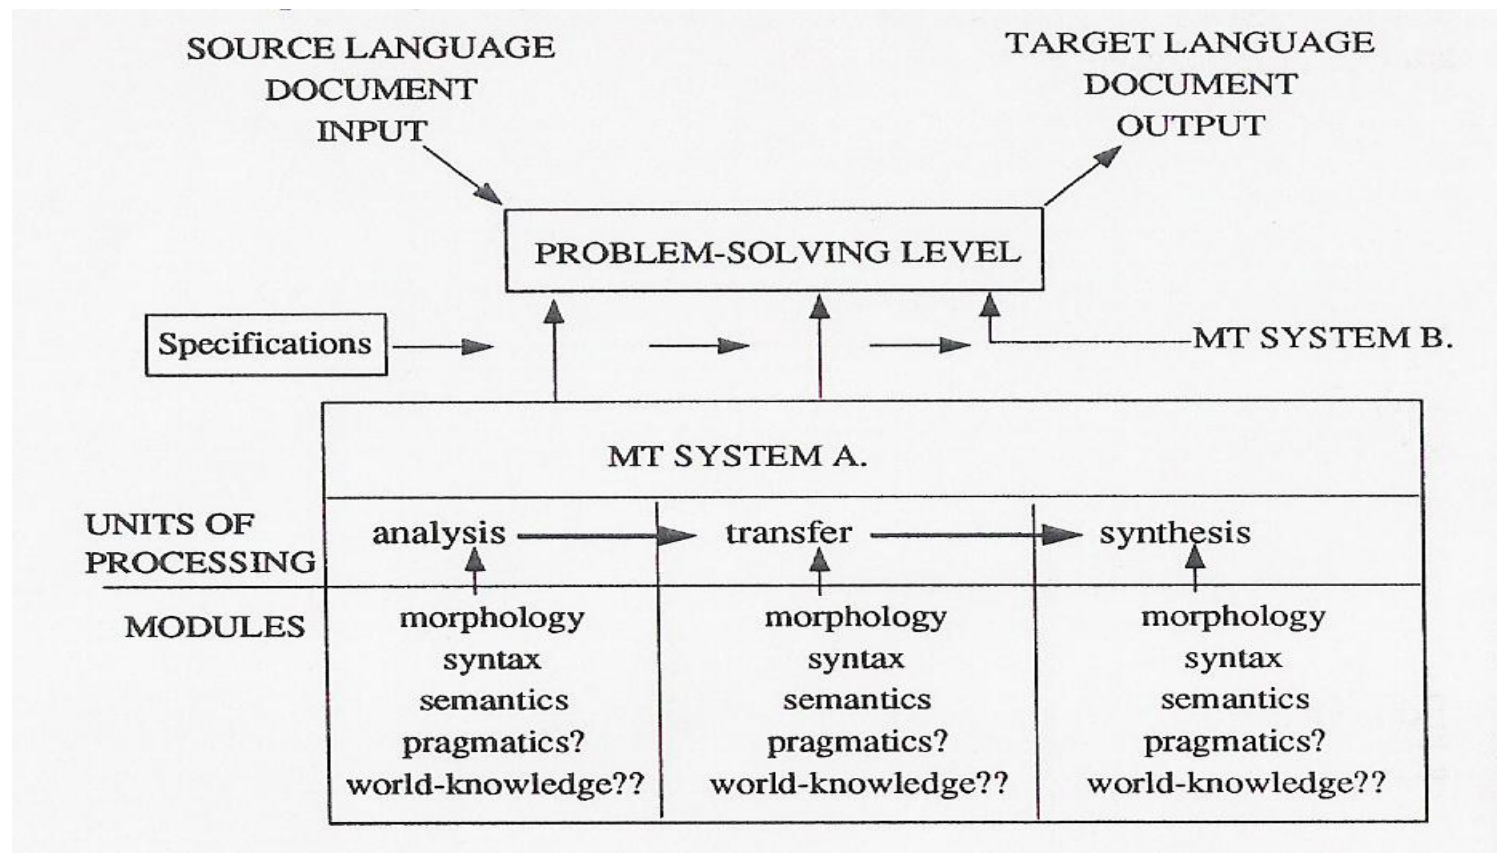 SOURCE LANGUAGE
DOCUMENT
INPUT
TARGET LANGUAGE
DOCUMENT
OUTPUT
PROBLEM-SOLVING LEVEL
Specifications
MT SYSTEM B.
MT SYSTEM A.
UNITS OF
PROCESSING
analysis
transfer
synthesis
MODULES
morphology
syntax
semantics
pragmatics?
world-knowledge??
morphology
syntax
semantics
pragmatics?
world-knowledge??
morphology
syntax
semantics
pragmatics?
world-knowledge??